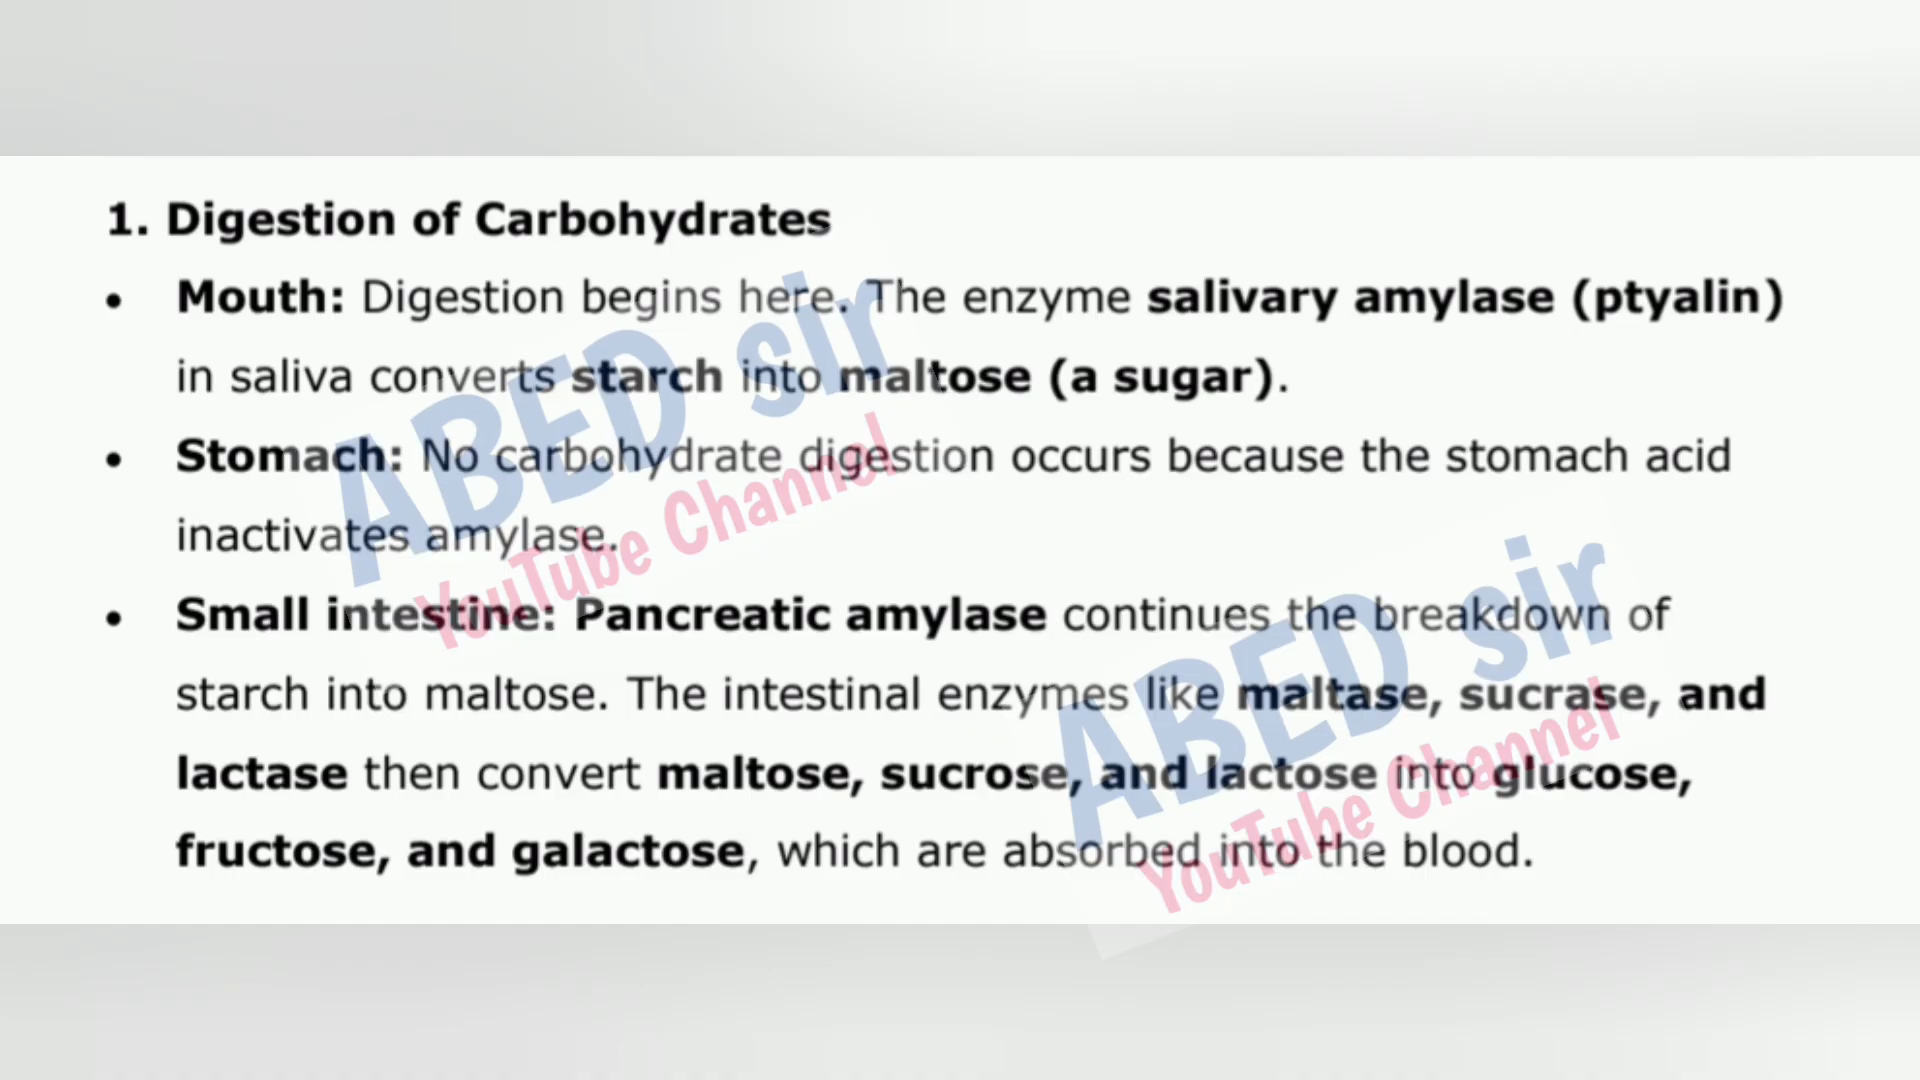 1. Digestion of Carbohydrates
• Mouth: Digestion begins here. The enzyme salivary amylase (ptyalin)
in saliva converts starch into maltose (a sugar).
• Stomach: No carbohydrate digestion occurs because the stomach acid
inactivates amylase.
• Small intestine: Pancreatic amylase continues the breakdown of
starch into maltose. The intestinal enzymes like maltase, sucrase, and
lactase then convert maltose, sucrose, and lactose into glucose,
fructose, and galactose, which are absorbed into the blood.
ABED sir
YouTube Channel
ABED sir
YouTube Channel